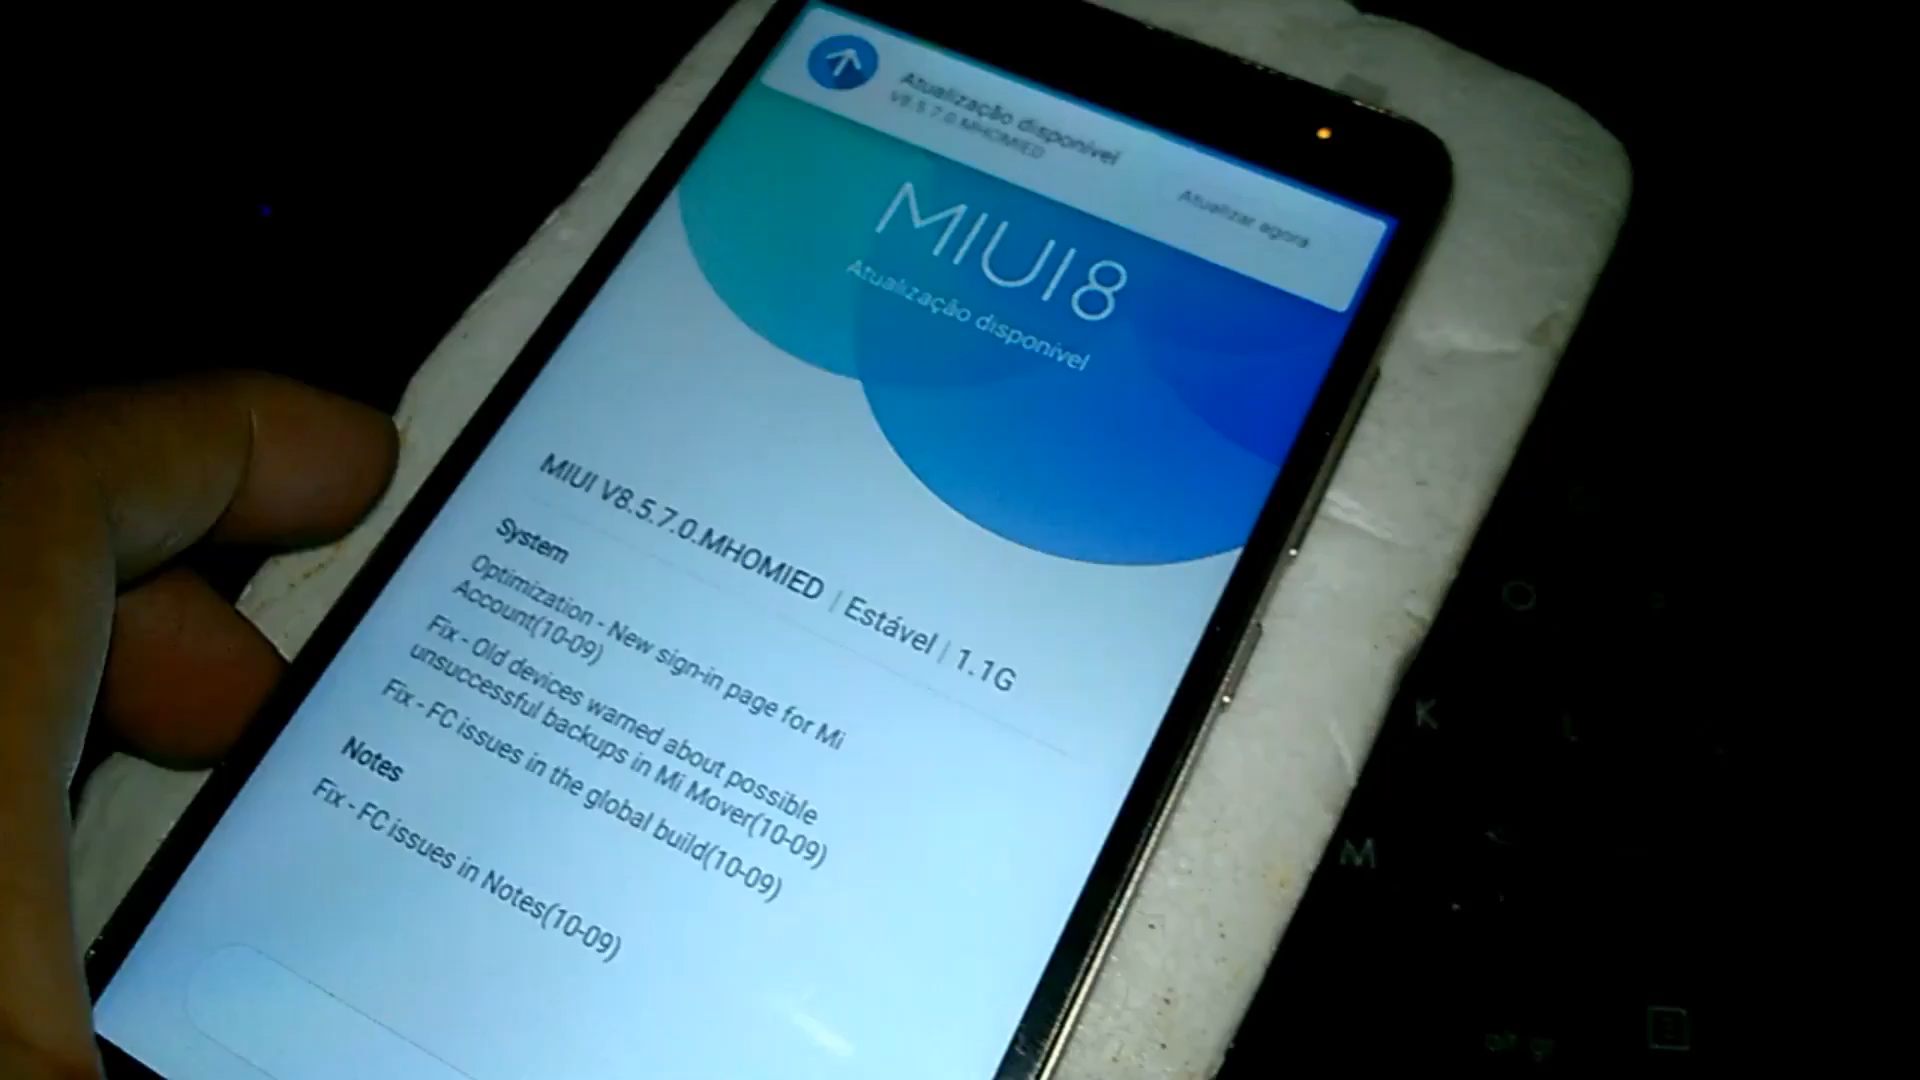 Atualização disponível
V8.5.7.0.MHOMIED
Atualizar agora
MIUI8
Atualização disponível
MIUI V8.5.7.0.MHOMIED | Estável | 1.1G
System
Optimization - New sign-in page for Mi
Account(10-09)
Fix - Old devices warned about possible
unsuccessful backups in Mi Mover(10-09)
Fix - FC issues in the global build(10-09)
Notes
Fix - FC issues in Notes(10-09)
O
K
L
M
alt gr